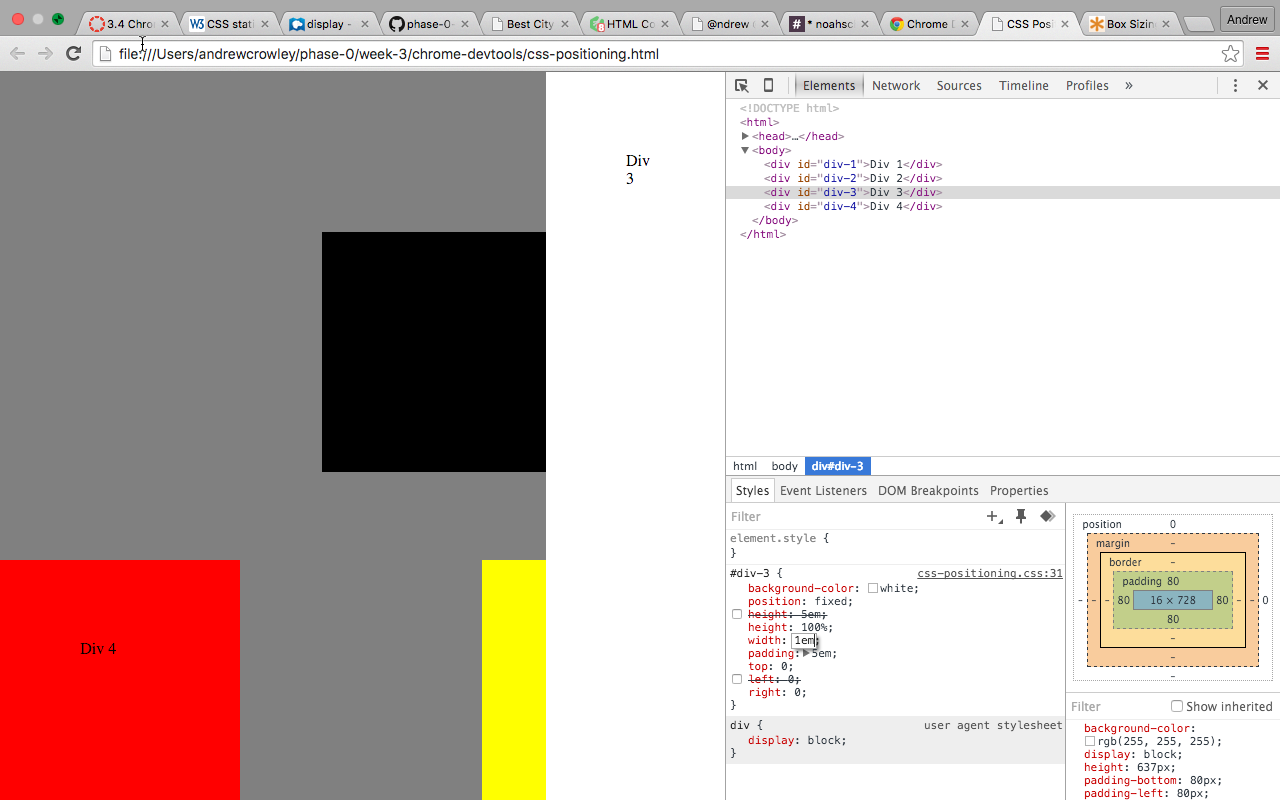 3.4 Chro
CSS stat
display -
phase-0-
Best City
HTML Co
@ndrew
* noahsc
Chrome D
CSS Posi
Box Sizin
Andrew
file:///Users/andrewcrowley/phase-0/week-3/chrome-devtools/css-positioning.html
Div
3
Div 4
Elements Network Sources Timeline Profiles »
<!DOCTYPE html>
<html>
<head>…</head>
<body>
<div id="div-1">Div 1</div>
<div id="div-2">Div 2</div>
<div id="div-3">Div 3</div>
<div id="div-4">Div 4</div>
</body>
</html>
html body div#div-3
Styles Event Listeners DOM Breakpoints Properties
Filter
element.style {
}
#div-3 { css-positioning.css:31
background-color: white;
position: fixed;
height: 5em;
height: 100%;
width: 1em;
padding: 5em;
top: 0;
left: 0;
right: 0;
}
div { user agent stylesheet
display: block;
}
position 0
margin -
border -
padding 80
- - - 80 16 × 728 80 - - 0
80
-
-
-
Filter Show inherited
background-color:
rgb(255, 255, 255);
display: block;
height: 637px;
padding-bottom: 80px;
padding-left: 80px;